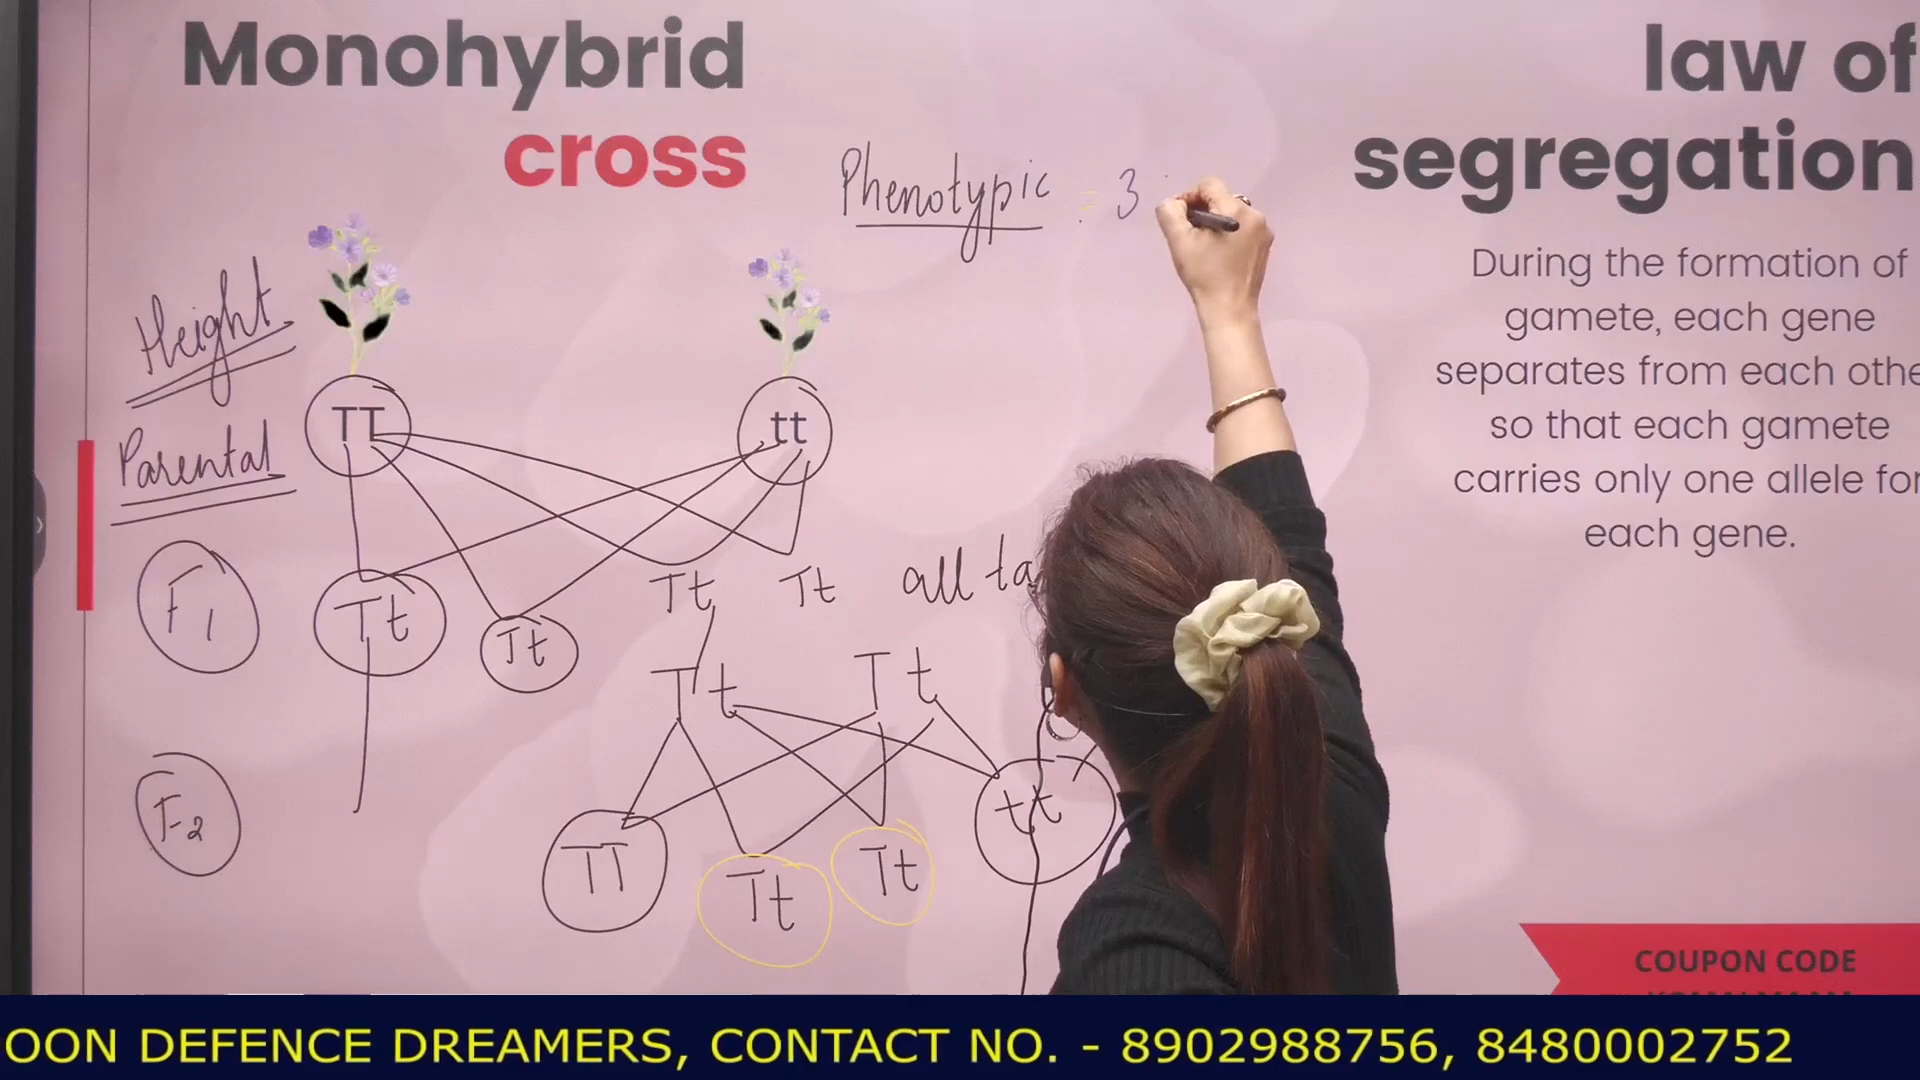 Monohybrid
cross
law of
segregation
During the formation of
gamete, each gene
separates from each othe
so that each gamete
carries only one allele for
each gene.
Phenotypic = 3
Height
TT tt
Parental
F1 Tt Tt Tt Tt all ta
Tt Tt
F2 TT Tt Tt tt
COUPON CODE
OON DEFENCE DREAMERS, CONTACT NO. - 8902988756, 8480002752